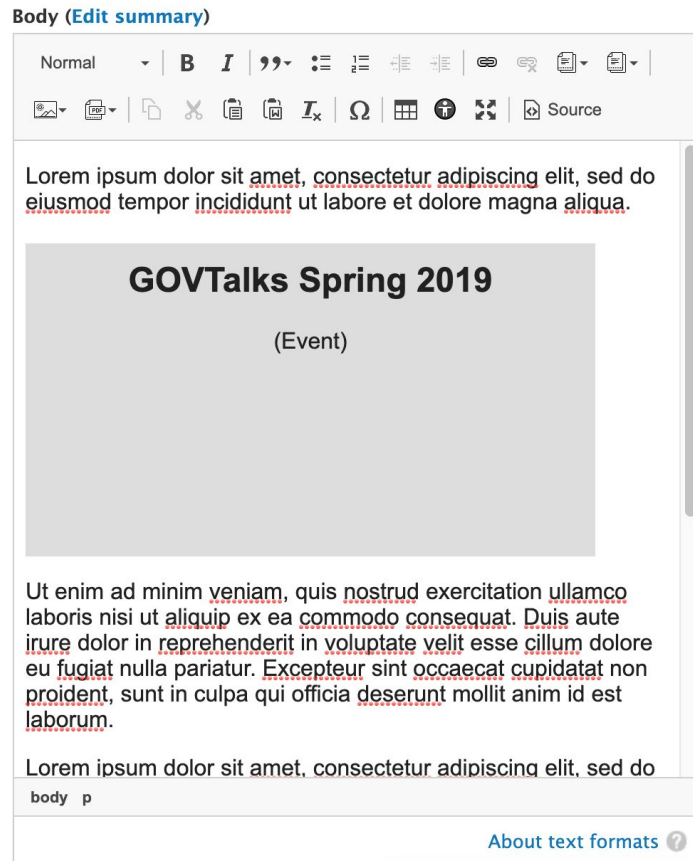 Body (Edit summary)
Normal
B I
PDF
Ω Source
Lorem ipsum dolor sit amet, consectetur adipiscing elit, sed do
eiusmod tempor incididunt ut labore et dolore magna aliqua.
GOVTalks Spring 2019
(Event)
Ut enim ad minim veniam, quis nostrud exercitation ullamco
laboris nisi ut aliquip ex ea commodo consequat. Duis aute
irure dolor in reprehenderit in voluptate velit esse cillum dolore
eu fugiat nulla pariatur. Excepteur sint occaecat cupidatat non
proident, sunt in culpa qui officia deserunt mollit anim id est
laborum.
Lorem ipsum dolor sit amet, consectetur adipiscing elit, sed do
body p
About text formats ?